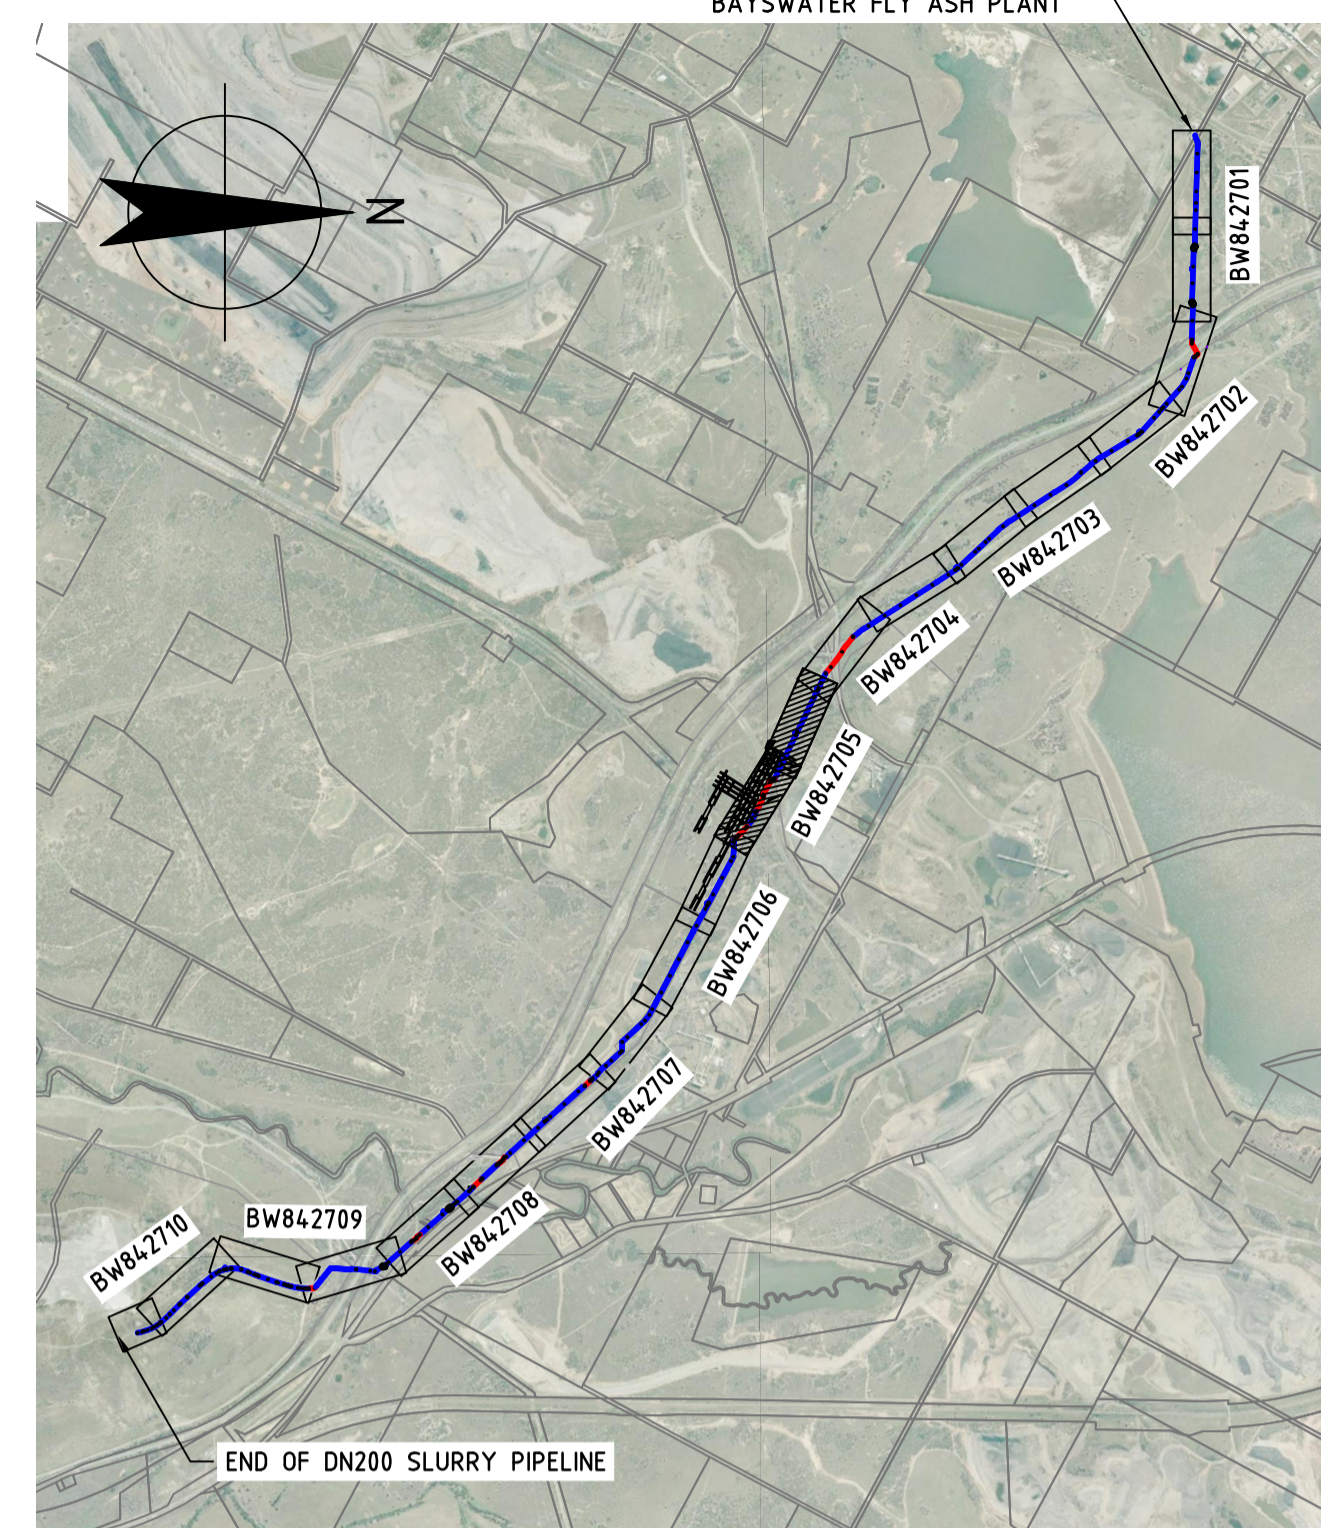 BAYSWATER FLY ASH PLANT
N
BW842701
BW842702
BW842703
BW842704
BW842705
BW842706
BW842707
BW842708
BW842709
BW842710
END OF DN200 SLURRY PIPELINE